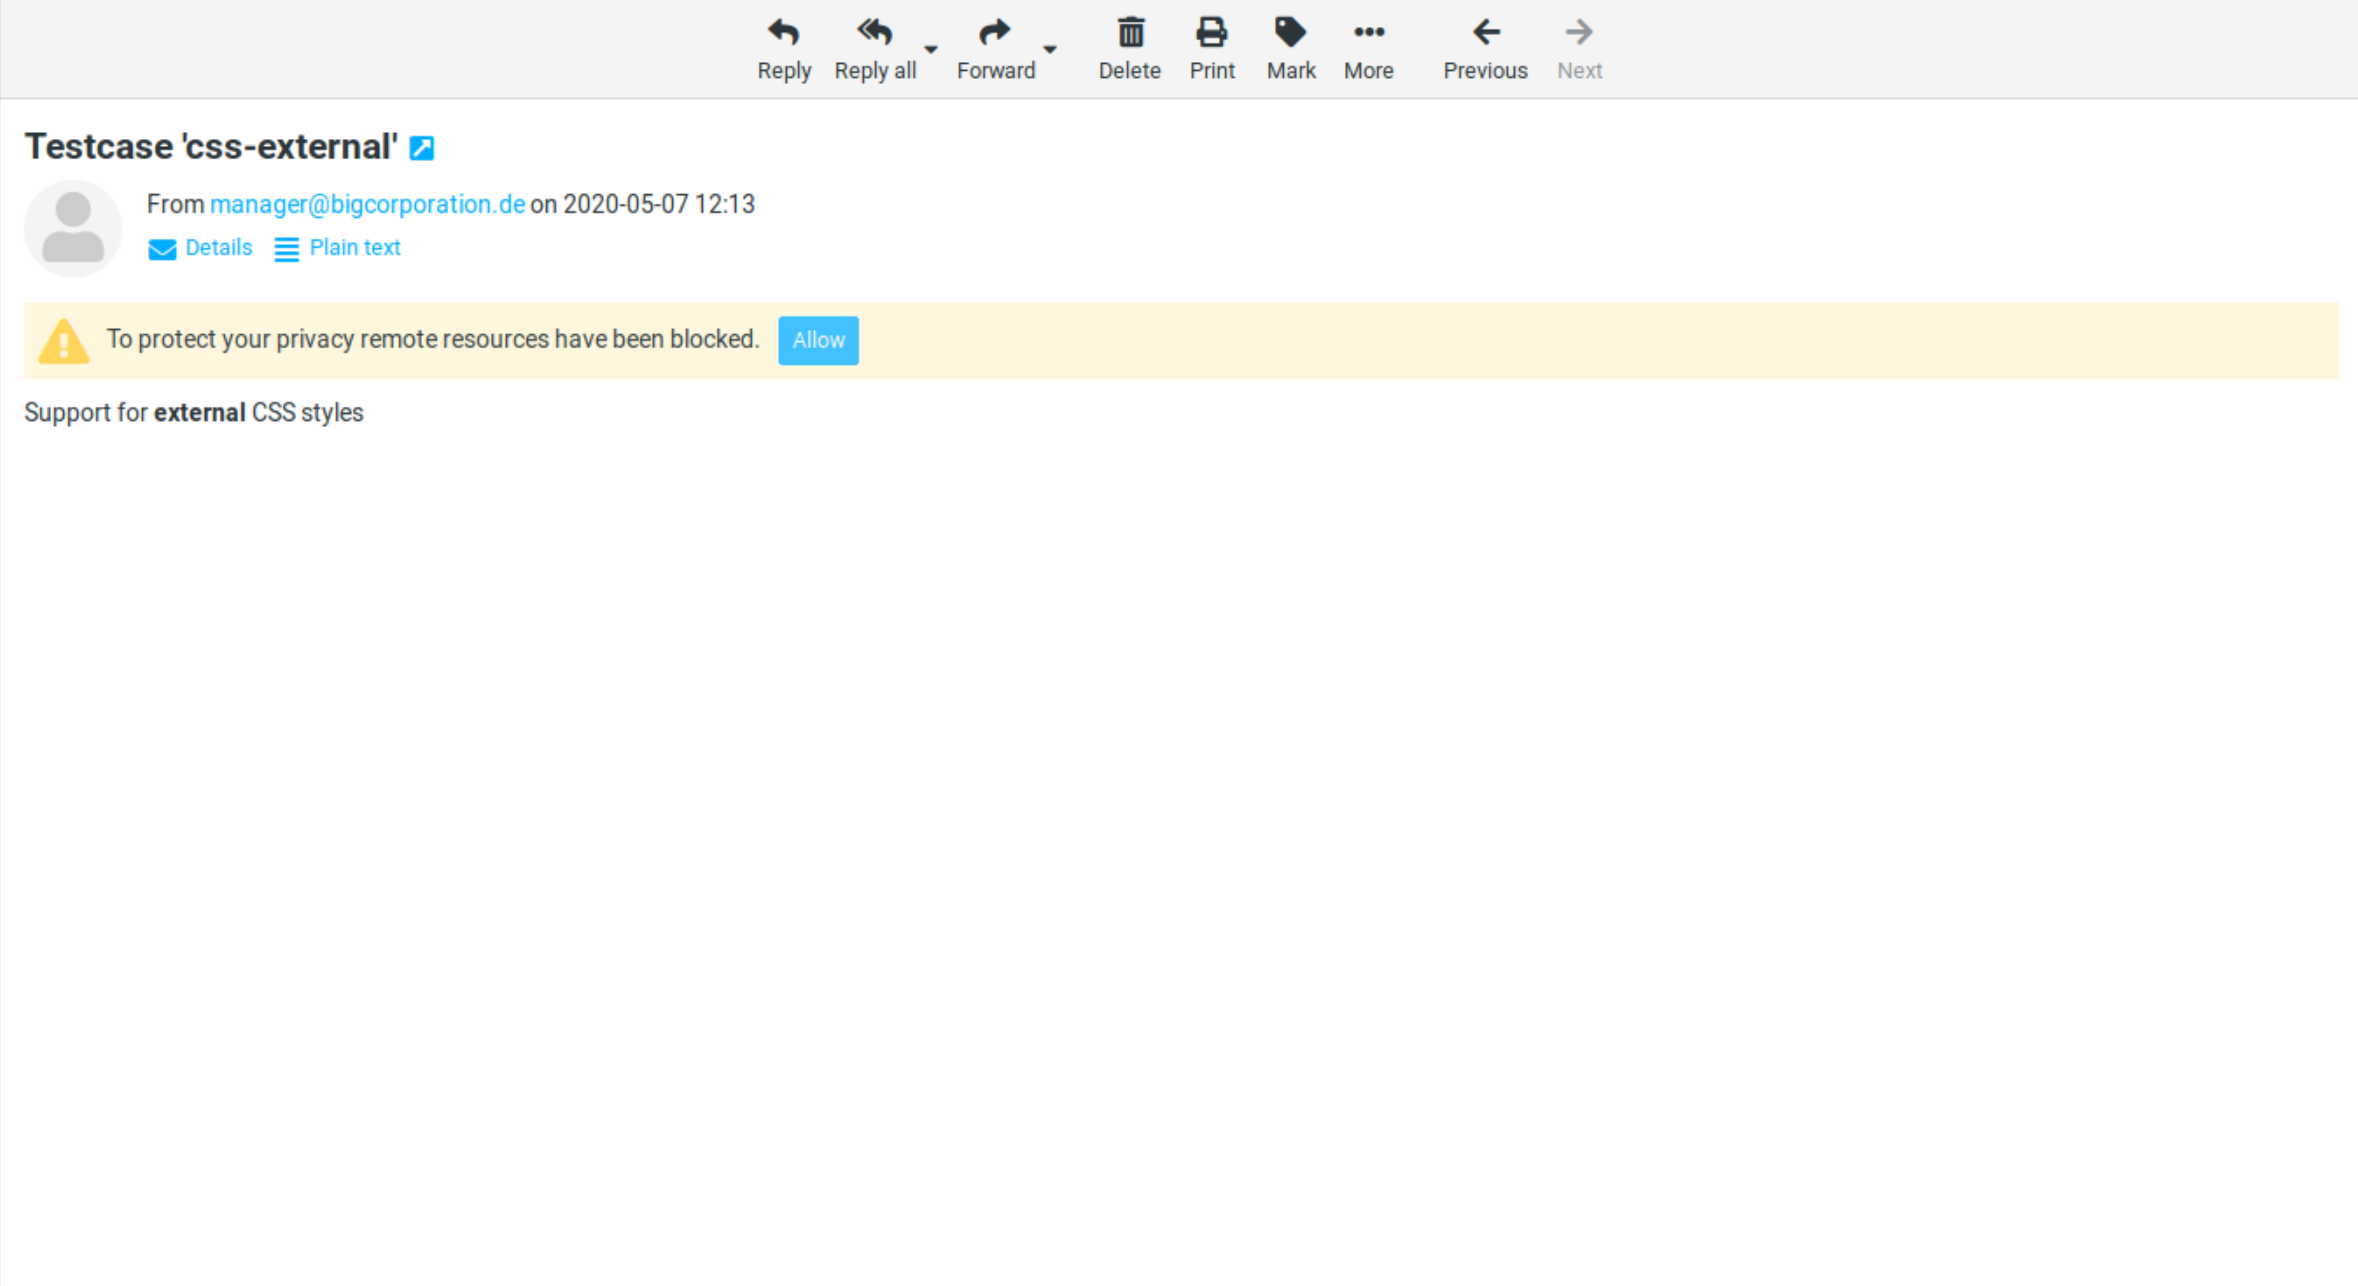 Reply Reply all Forward Delete Print Mark More Previous Next
Testcase 'css-external'
From manager@bigcorporation.de on 2020-05-07 12:13
Details Plain text
To protect your privacy remote resources have been blocked. Allow
Support for external CSS styles